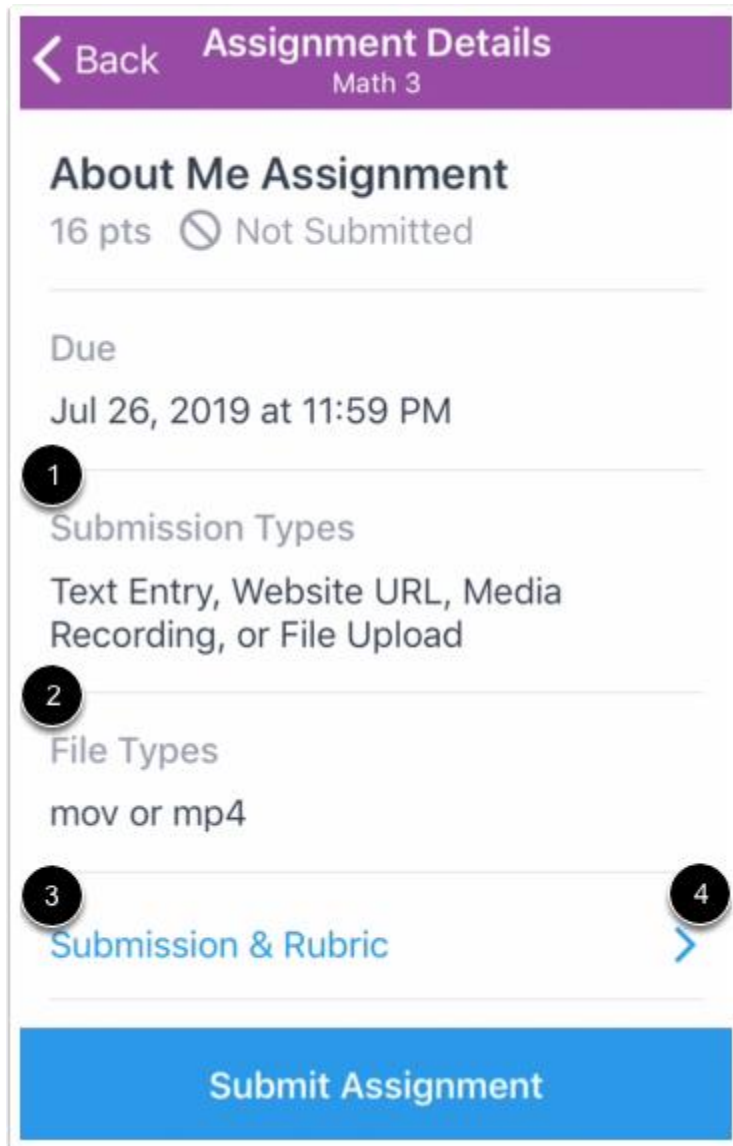 Back
Assignment Details
Math 3
About Me Assignment
16 pts Not Submitted
Due
Jul 26, 2019 at 11:59 PM
1
Submission Types
Text Entry, Website URL, Media
Recording, or File Upload
2
File Types
mov or mp4
3
4
Submission & Rubric
Submit Assignment